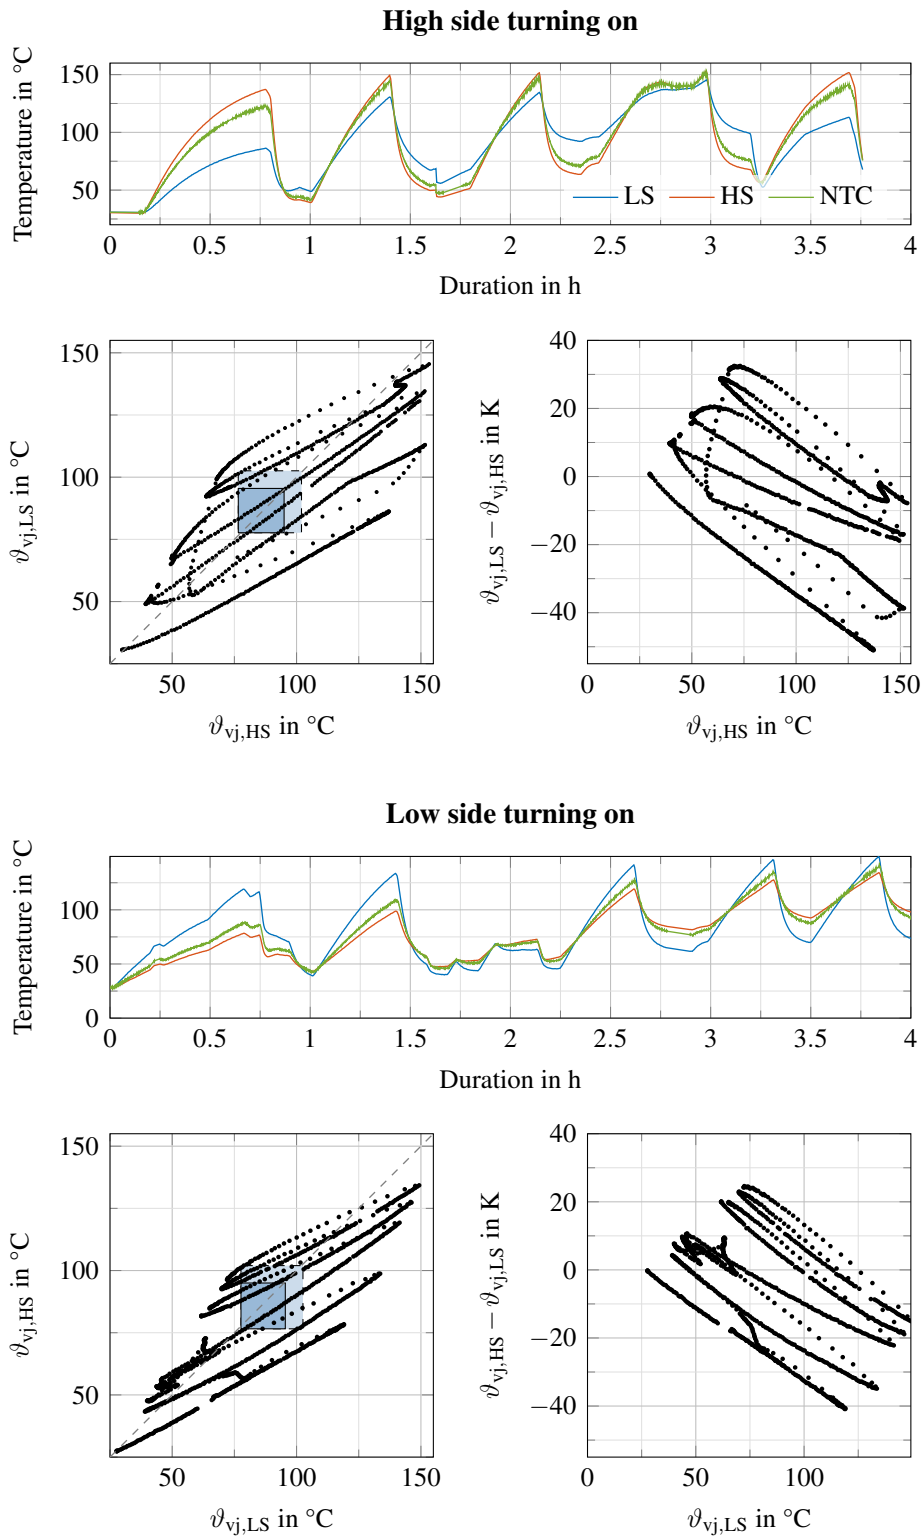 High side turning on
Temperature in °C
150
100
50
LS HS NTC
0 0.5 1 1.5 2 2.5 3 3.5 4
Duration in h
ϑvj,LS in °C
150
100
50
50 100 150
ϑvj,HS in °C
ϑvj,LS − ϑvj,HS in K
40
20
0
−20
−40
0 50 100 150
ϑvj,HS in °C
Low side turning on
Temperature in °C
100
50
0
0 0.5 1 1.5 2 2.5 3 3.5 4
Duration in h
ϑvj,HS in °C
150
100
50
50 100 150
ϑvj,LS in °C
ϑvj,HS − ϑvj,LS in K
40
20
0
−20
−40
0 50 100
ϑvj,LS in °C